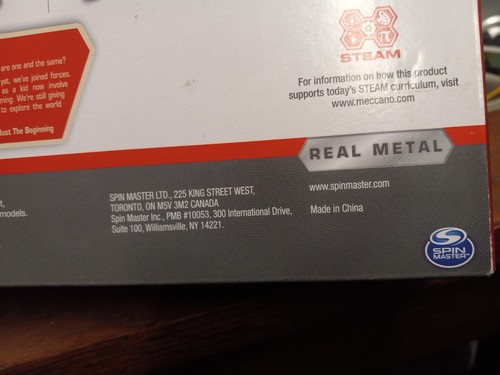 are one and the same?
yet, we've joined forces.
as a kid now involve
ming. We're still giving
to explore the world
Just The Beginning
STEAM
For information on how this product
supports today's STEAM curriculum, visit
www.meccano.com
REAL METAL
models.
SPIN MASTER LTD., 225 KING STREET WEST,
TORONTO, ON M5V 3M2 CANADA
Spin Master Inc., PMB #10053, 300 International Drive,
Suite 100, Williamsville, NY 14221.
www.spinmaster.com
Made in China
SPIN
MASTER™